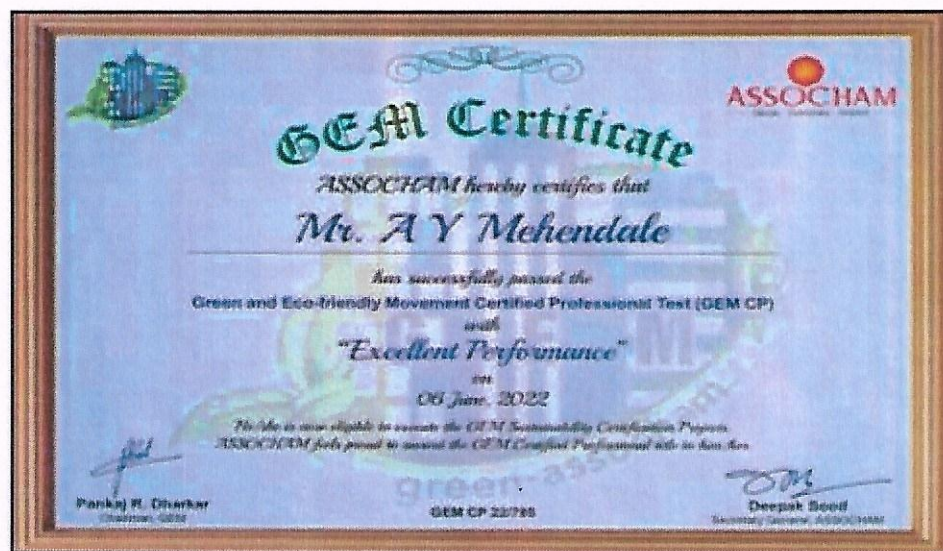 ASSOCHAM
GEM Certificate
ASSOCHAM hereby certifies that
Mr. A Y Mehendale
has successfully passed the
Green and Eco-friendly Movement Certified Professional Test (GEM CP)
with
"Excellent Performance"
on
06 June, 2022
He/she is now eligible to execute the GEM Sustainability Certification Projects
ASSOCHAM feels proud to award the GEM Certified Professional title to him/her
Pankaj R. Dharkar
Chairman, GEM
GEM CP 22/
Deepak Sood
Secretary General, ASSOCHAM